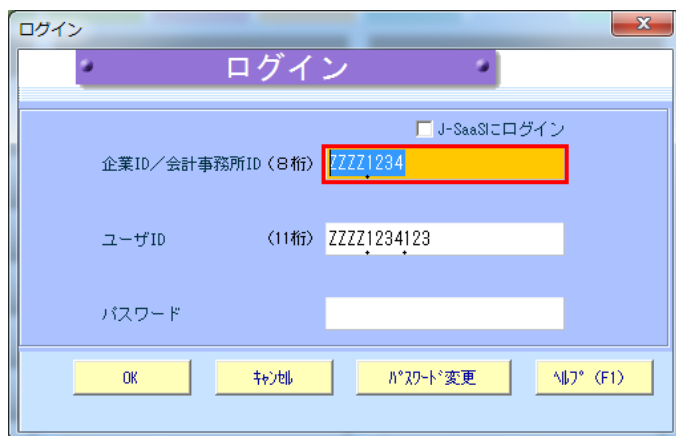 ログイン
ログイン
J-SaaSにログイン
企業ID／会計事務所ID（8桁） ZZZZ1234
ユーザID （11桁） ZZZZ1234123
パスワード
OK ｷｬﾝｾﾙ ﾊﾟｽﾜｰﾄﾞ変更 ﾍﾙﾌﾟ（F1）